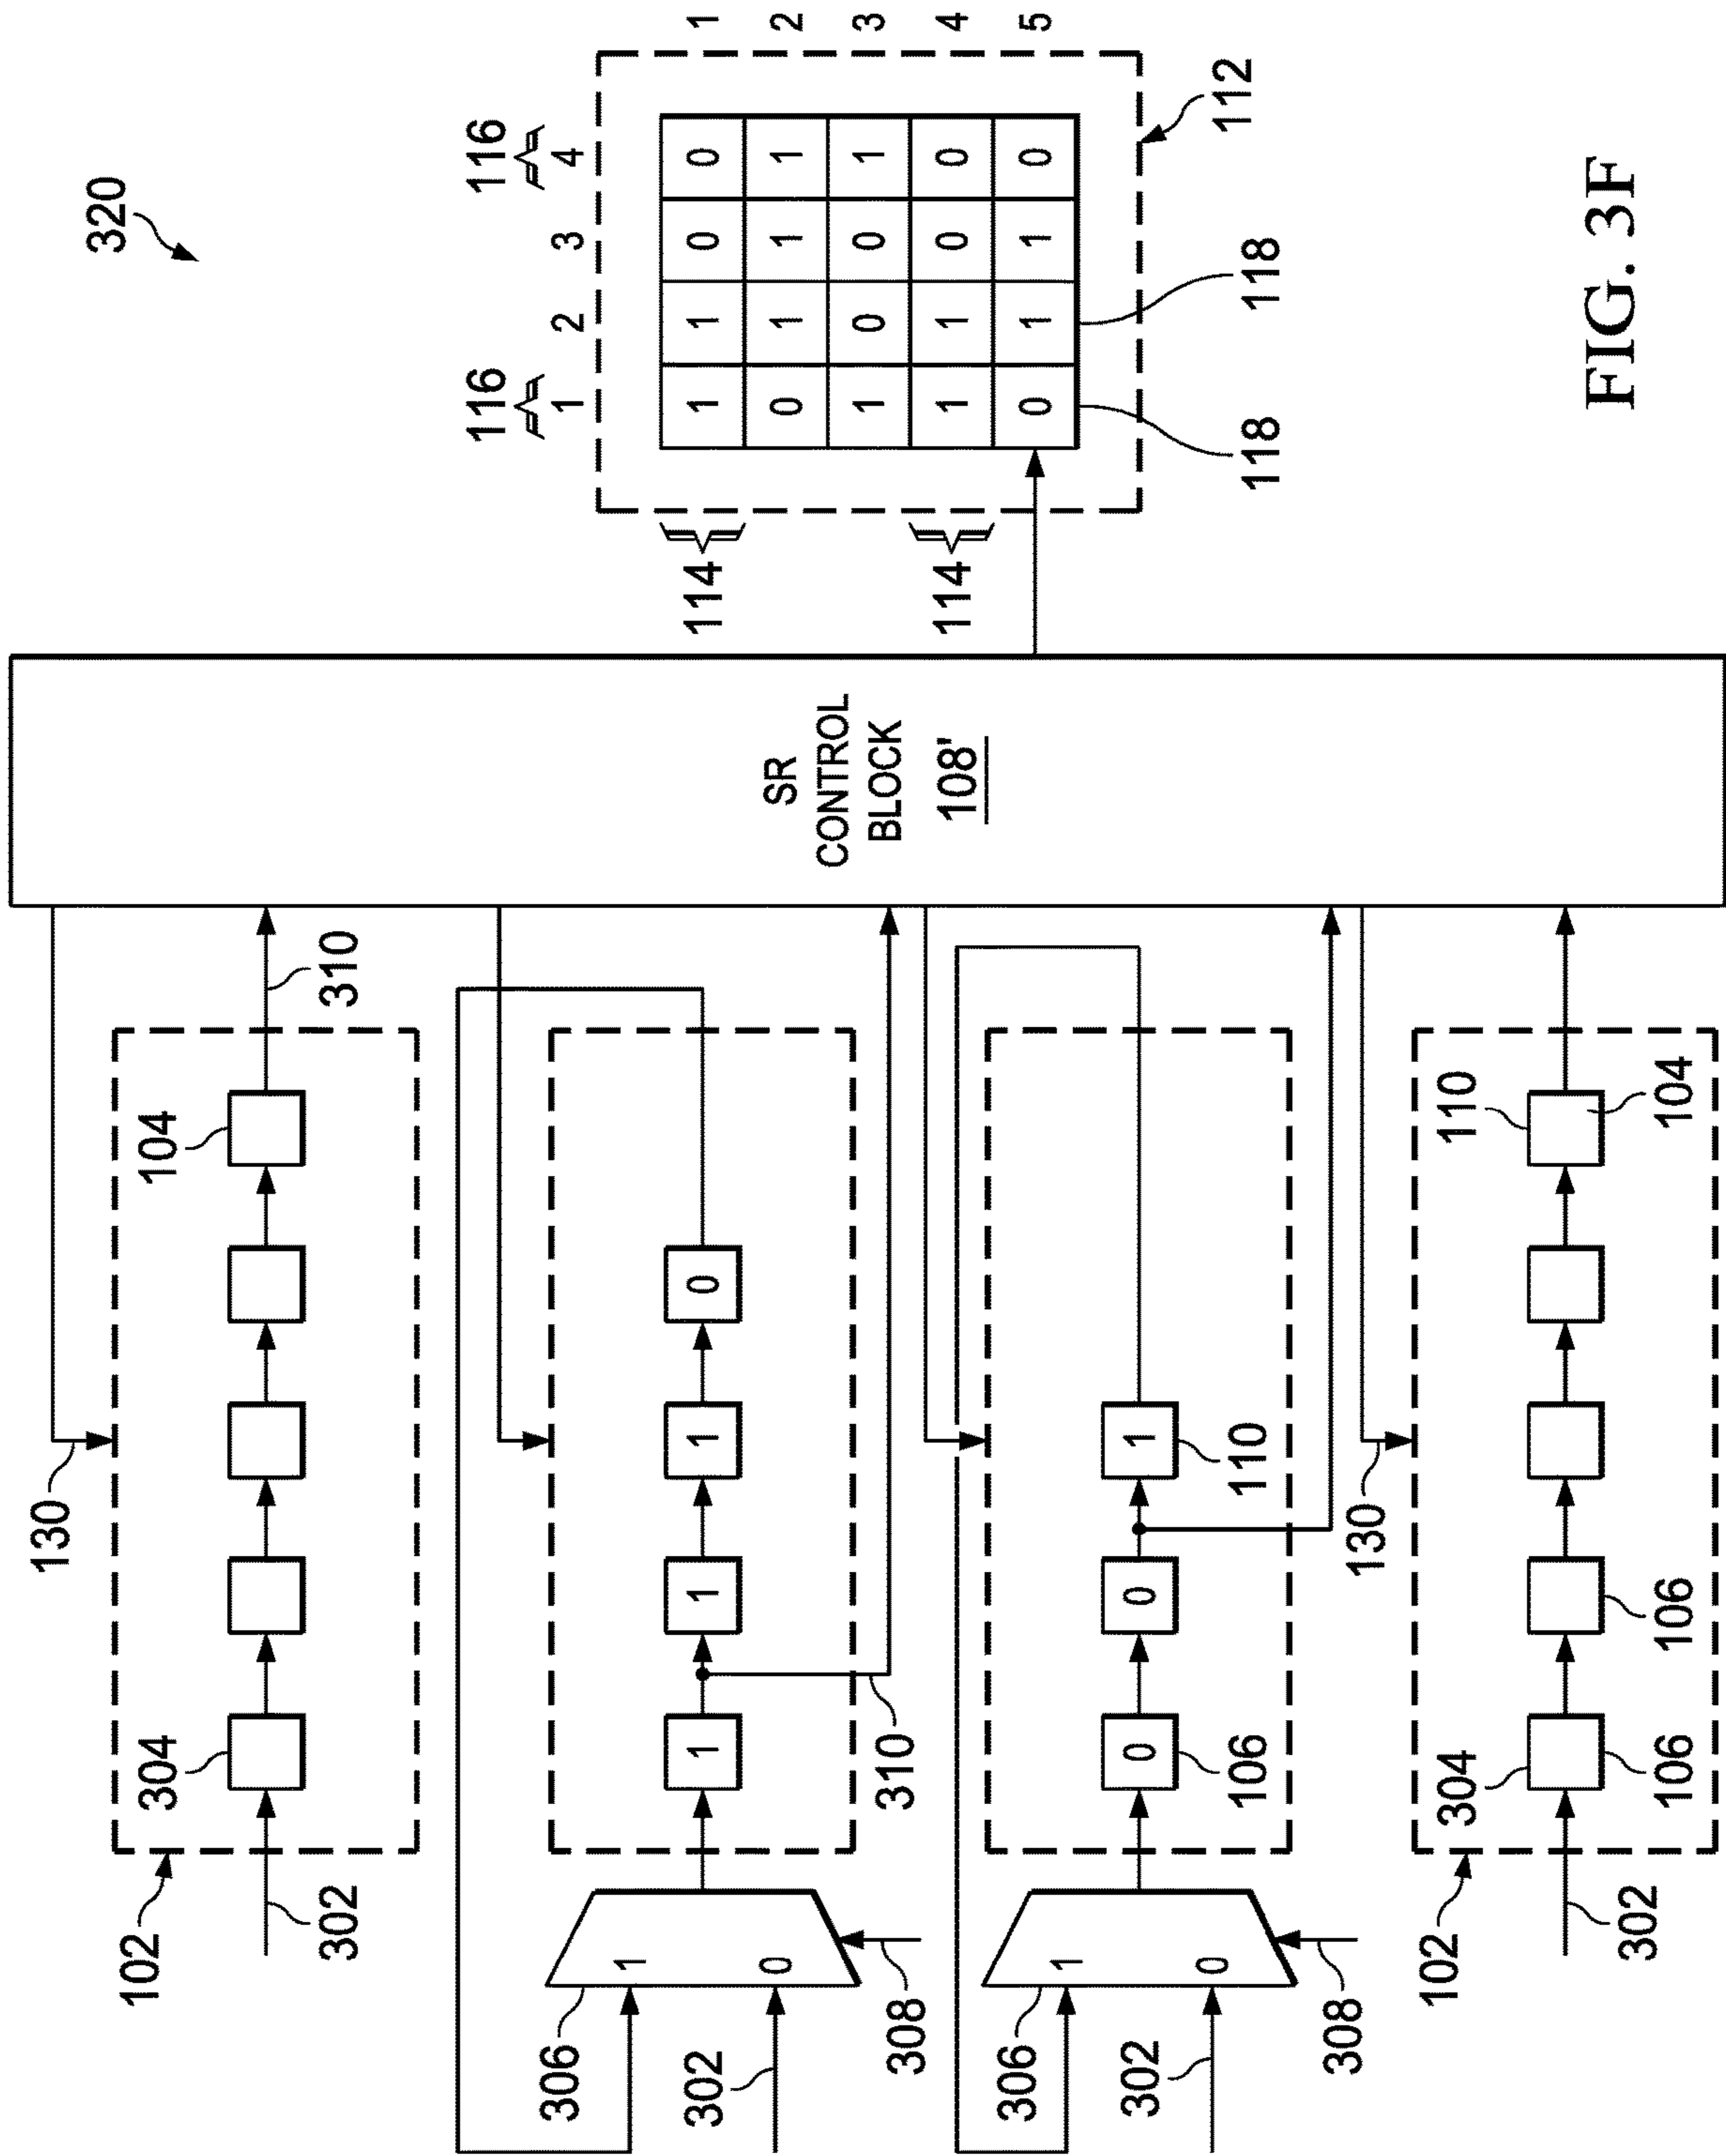 130
320
102
304 104
302 310
116 116
306 1 2 3 4
1
302 1 1 1 0 114 1 1 0 0 1
0 SR 0 1 1 1 2
CONTROL
BLOCK 1 0 0 1 3
308 310
108' 114 1 1 0 0 4
306 0 1 1 0 5
1
302 0 0 1
0 112
106 110 118 118
308
130
102
304 110
302 FIG. 3F
106 106 104